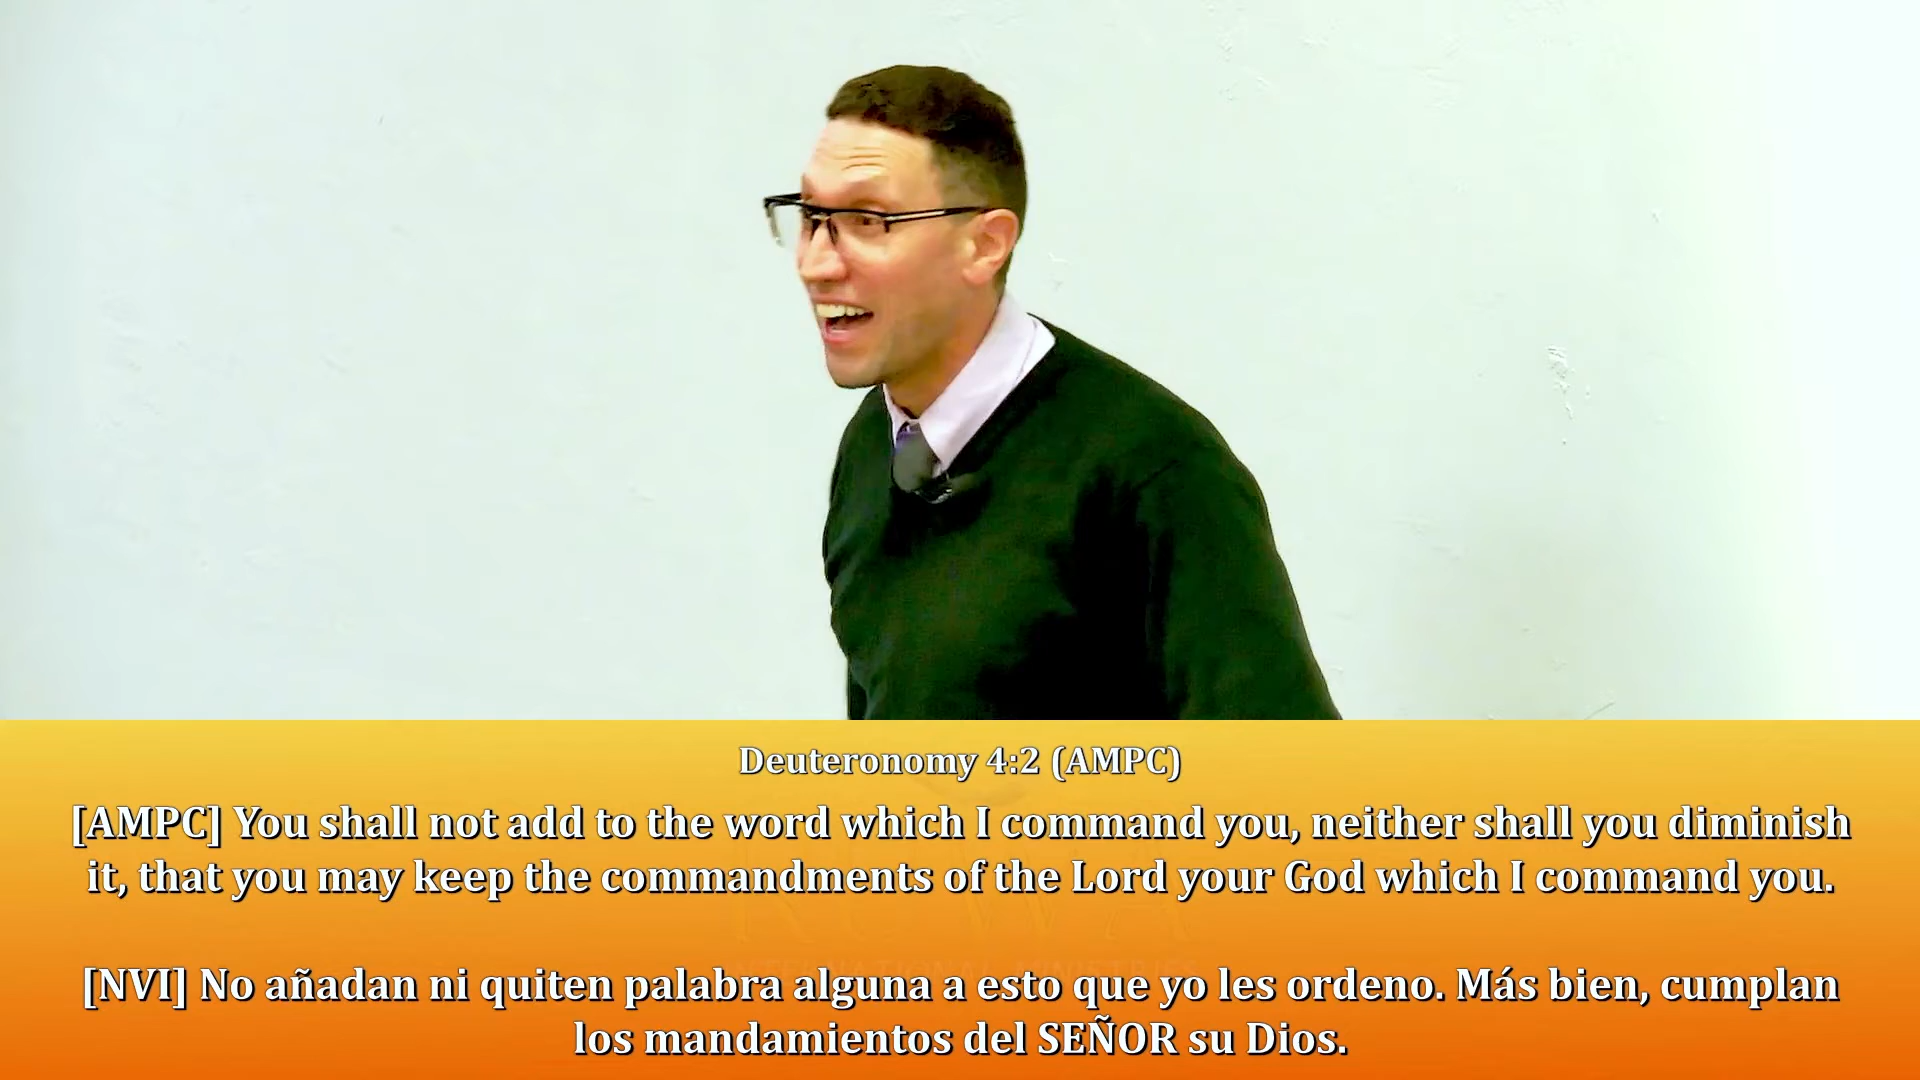 Deuteronomy 4:2 (AMPC)
[AMPC] You shall not add to the word which I command you, neither shall you diminish
it, that you may keep the commandments of the Lord your God which I command you.
[NVI] No añadan ni quiten palabra alguna a esto que yo les ordeno. Más bien, cumplan
los mandamientos del SEÑOR su Dios.